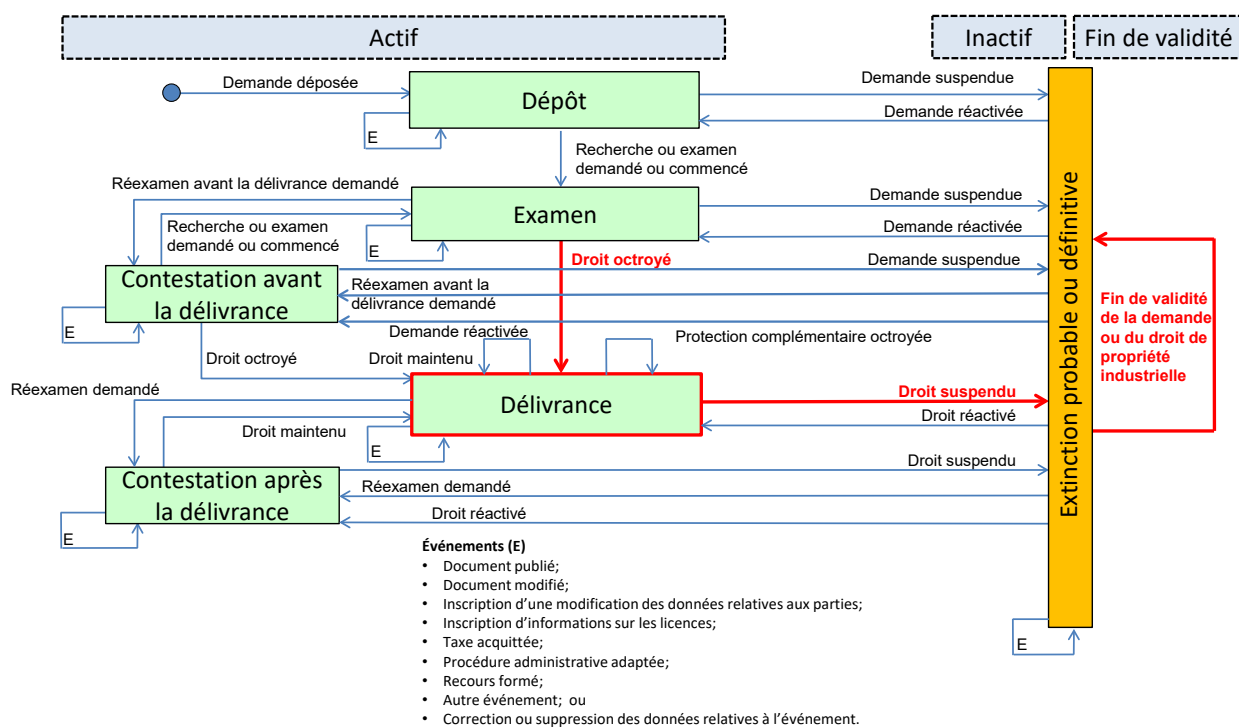 Actif
Inactif
Fin de validité
Demande déposée
Dépôt
Demande suspendue
Demande réactivée
E
Recherche ou examen
demandé ou commencé
Réexamen avant la délivrance demandé
Examen
Demande suspendue
Demande réactivée
Recherche ou examen
demandé ou commencé
E
Droit octroyé
Contestation avant
la délivrance
Demande suspendue
Réexamen avant la
délivrance demandé
E
Demande réactivée
Protection complémentaire octroyée
Droit octroyé
Droit maintenu
Fin de validité
de la demande
ou du droit de
propriété
industrielle
Extinction probable ou définitive
Réexamen demandé
Délivrance
Droit suspendu
Droit réactivé
Droit maintenu
E
Contestation après
la délivrance
Droit suspendu
Réexamen demandé
Droit réactivé
E
Événements (E)
• Document publié;
• Document modifié;
• Inscription d’une modification des données relatives aux parties;
• Inscription d’informations sur les licences;
• Taxe acquittée;
• Procédure administrative adaptée;
• Recours formé;
• Autre événement; ou
• Correction ou suppression des données relatives à l’événement.
E